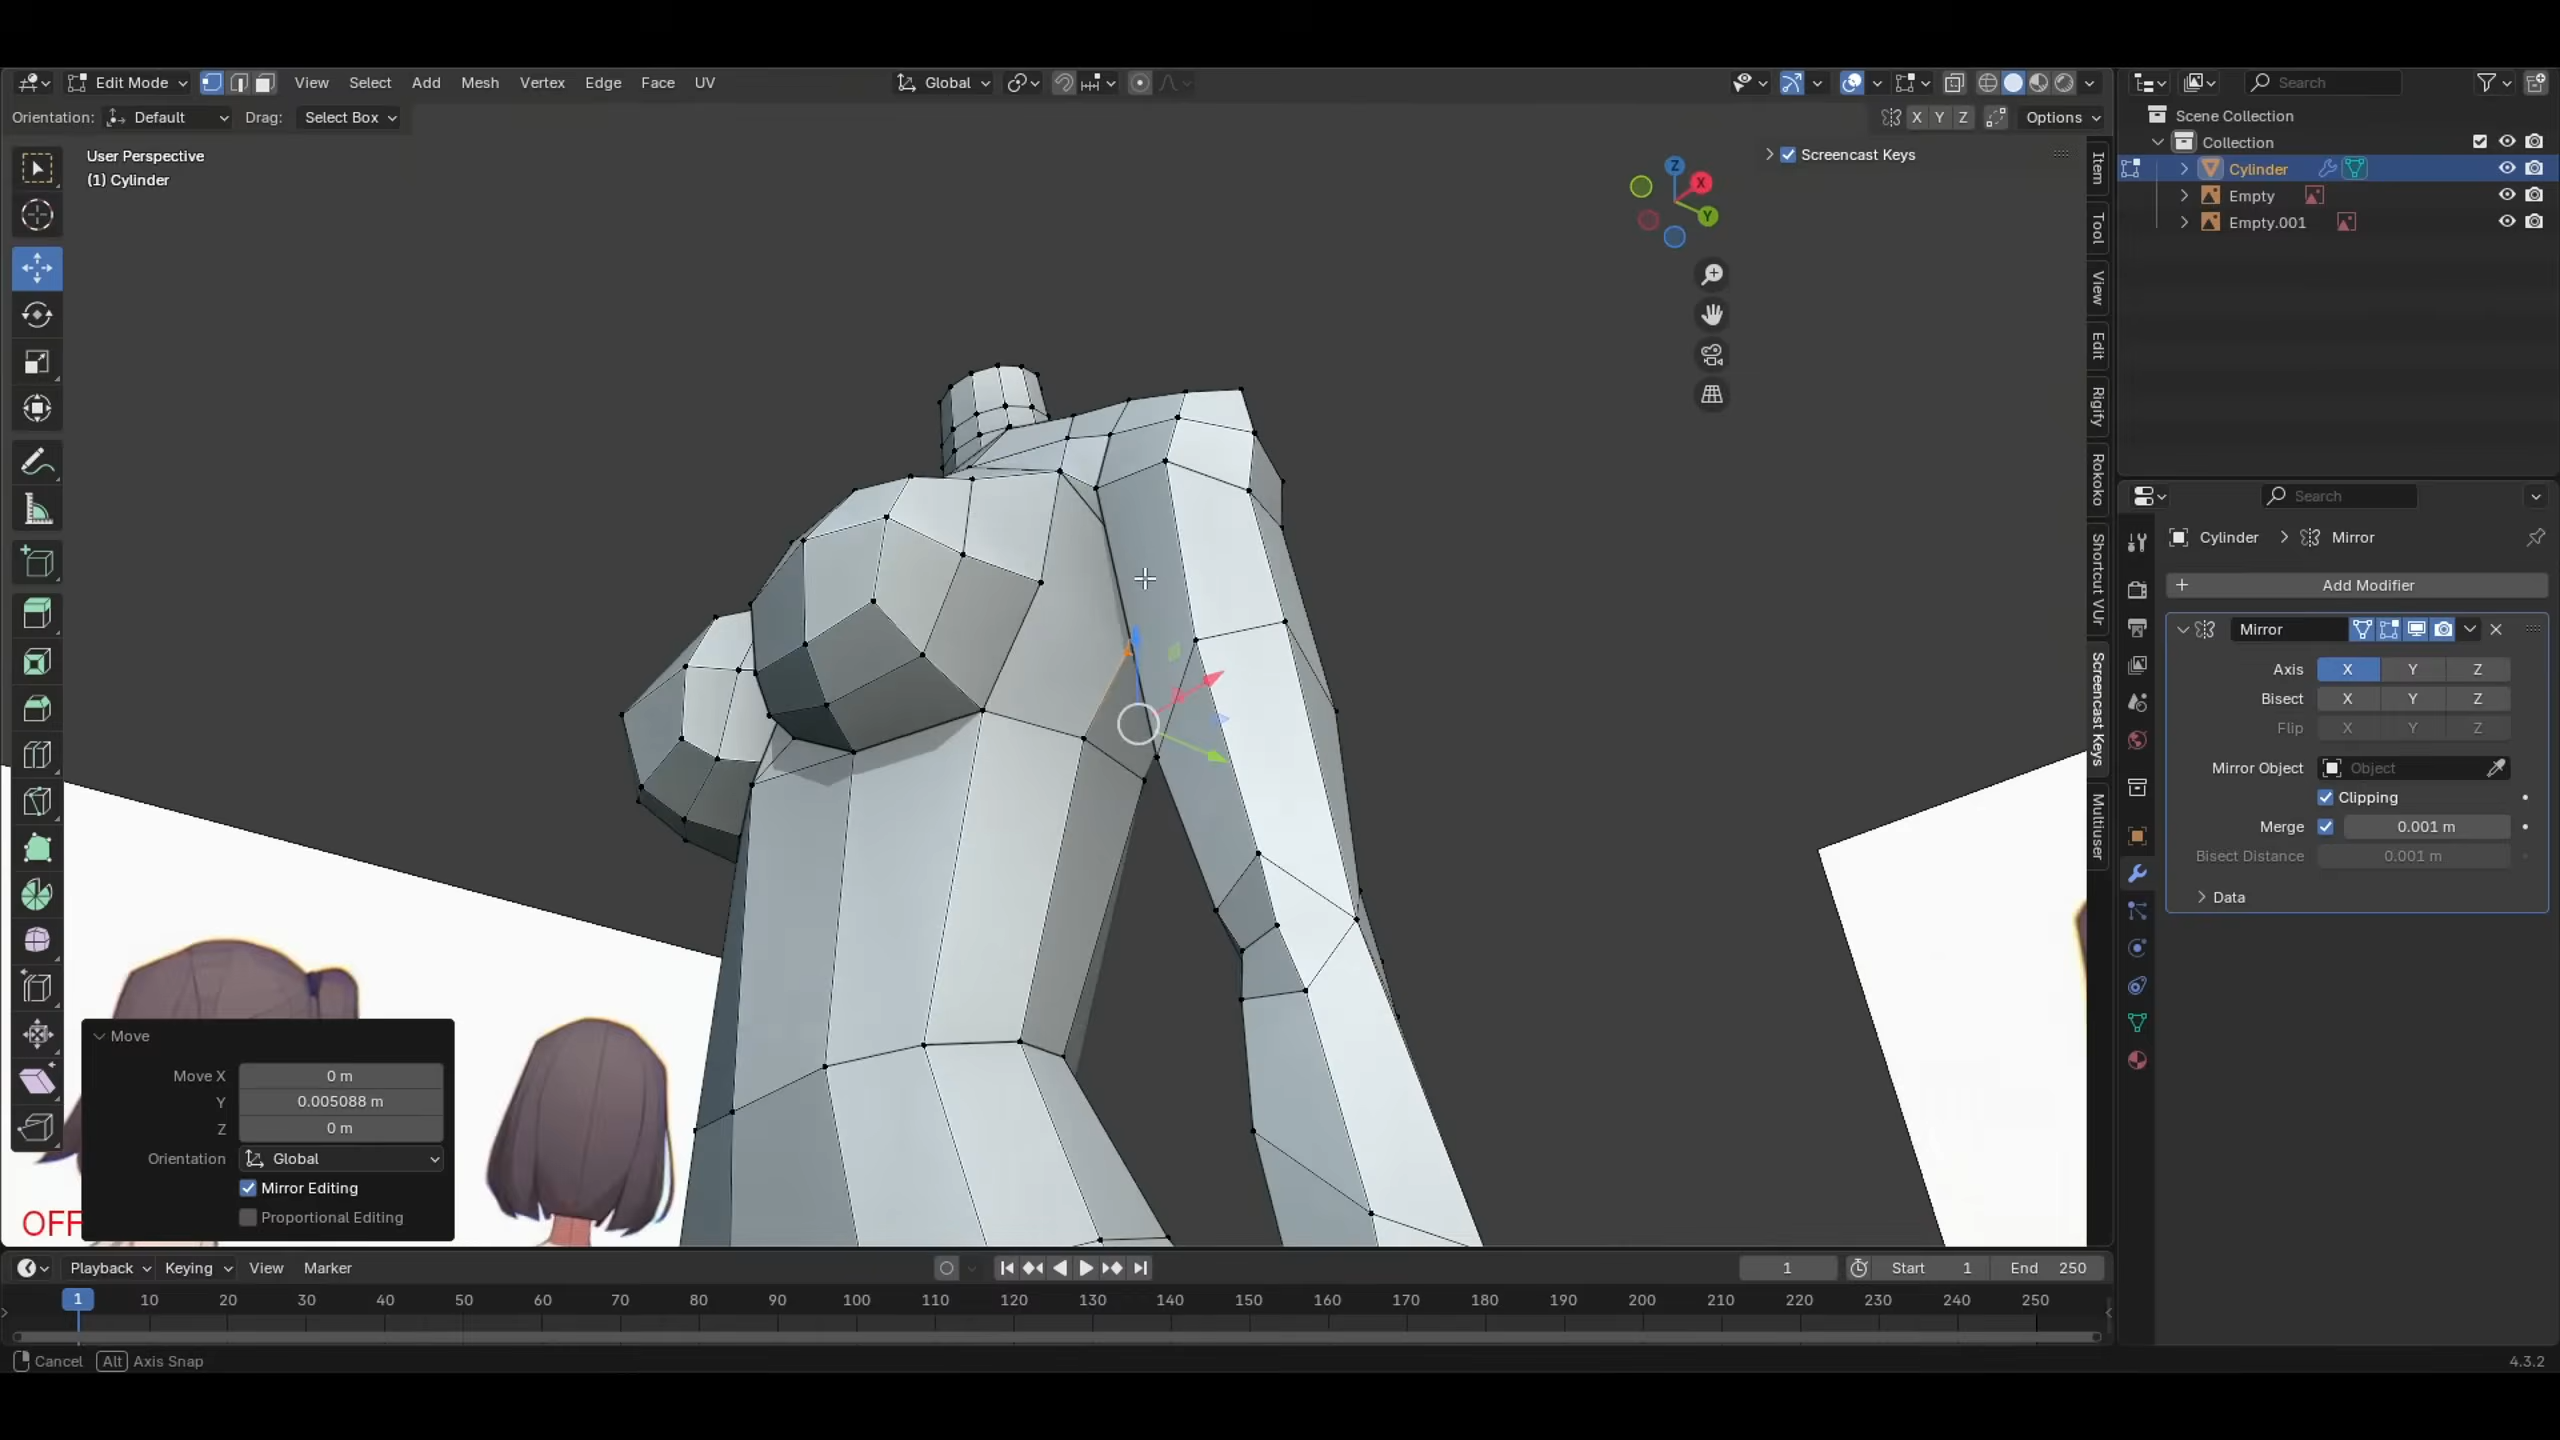 Edit Mode View Select Add Mesh Vertex Edge Face UV Global Search
Orientation: Default Drag: Select Box X Y Z Options
Scene Collection
Collection
Cylinder
Empty
Empty.001
User Perspective
(1) Cylinder
Screencast Keys
Z
X
Y
Item
Tool
View
Edit
Rigify
Rokoko
Shortcut VUr
Screencast Keys
Multiuser
Search
Cylinder Mirror
Add Modifier
Mirror
Axis X Y Z
Bisect X Y Z
Flip X Y Z
Mirror Object Object
Clipping
Merge 0.001 m
Bisect Distance 0.001 m
Data
Move
Move X 0 m
Y 0.005088 m
Z 0 m
Orientation Global
Mirror Editing
Proportional Editing
OFF
Playback Keying View Marker 1 Start 1 End 250
1 10 20 30 40 50 60 70 80 90 100 110 120 130 140 150 160 170 180 190 200 210 220 230 240 250
Cancel Alt Axis Snap 4.3.2